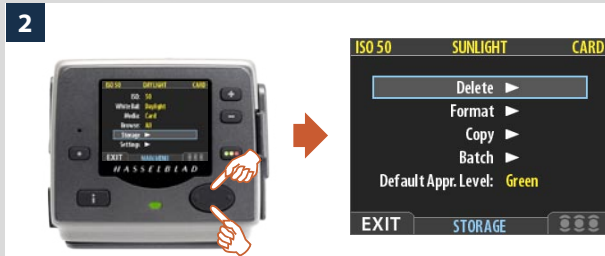 2
ISO 50 DAYLIGHT CARD
ISO: 50
White Bal: Daylight
Media: Card
Browse: All
Storage ►
Settings ►
EXIT MAIN MENU
HASSELBLAD
i
ISO 50 SUNLIGHT CARD
Delete ►
Format ►
Copy ►
Batch ►
Default Appr. Level: Green
EXIT STORAGE